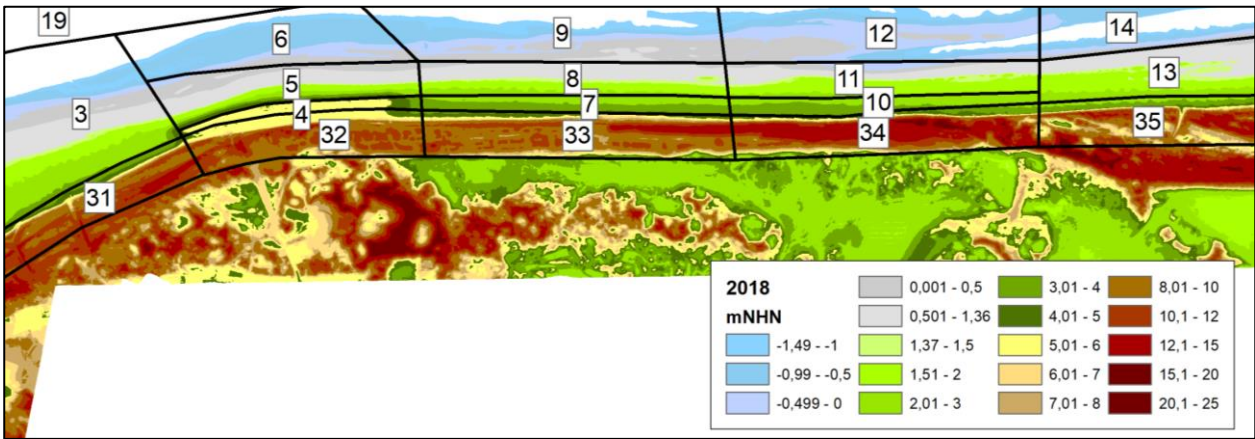 19
6
9
12
14
3
5
8
11
13
4
7
10
32
33
34
35
31
2018
mNHN
-1,49 - -1
-0,99 - -0,5
-0,499 - 0
0,001 - 0,5
0,501 - 1,36
1,37 - 1,5
1,51 - 2
2,01 - 3
3,01 - 4
4,01 - 5
5,01 - 6
6,01 - 7
7,01 - 8
8,01 - 10
10,1 - 12
12,1 - 15
15,1 - 20
20,1 - 25